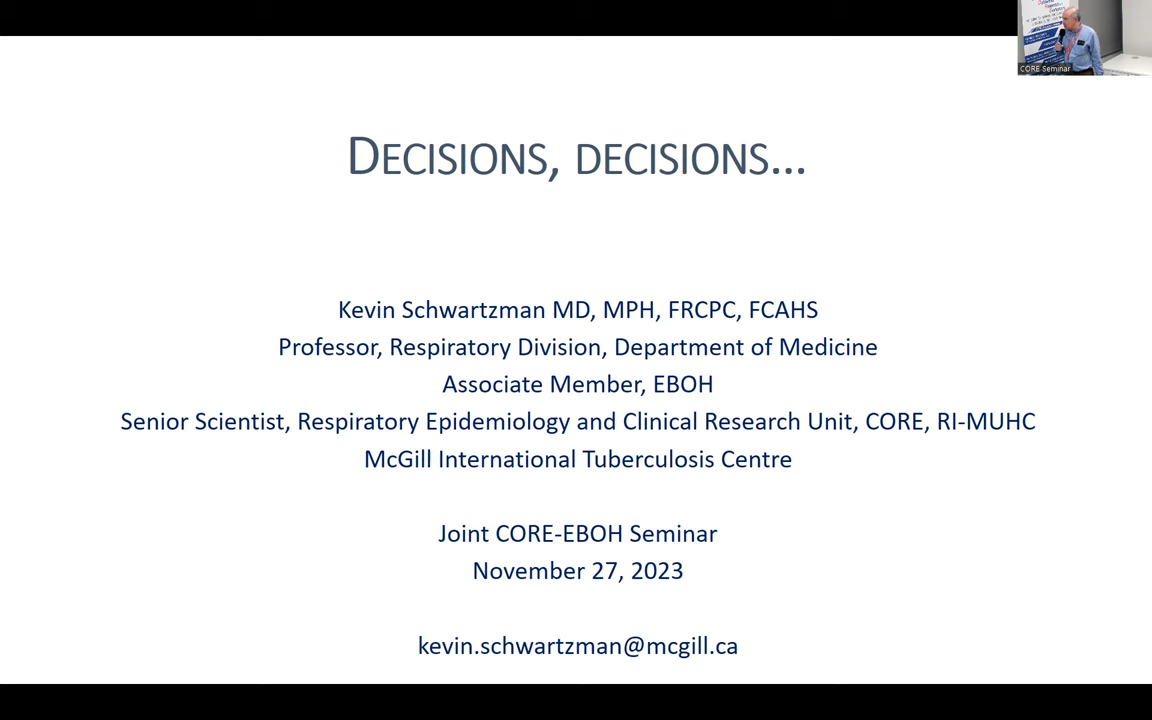 DECISIONS, DECISIONS...
Kevin Schwartzman MD, MPH, FRCPC, FCAHS
Professor, Respiratory Division, Department of Medicine
Associate Member, EBOH
Senior Scientist, Respiratory Epidemiology and Clinical Research Unit, CORE, RI-MUHC
McGill International Tuberculosis Centre
Joint CORE-EBOH Seminar
November 27, 2023
kevin.schwartzman@mcgill.ca
CORE Seminar